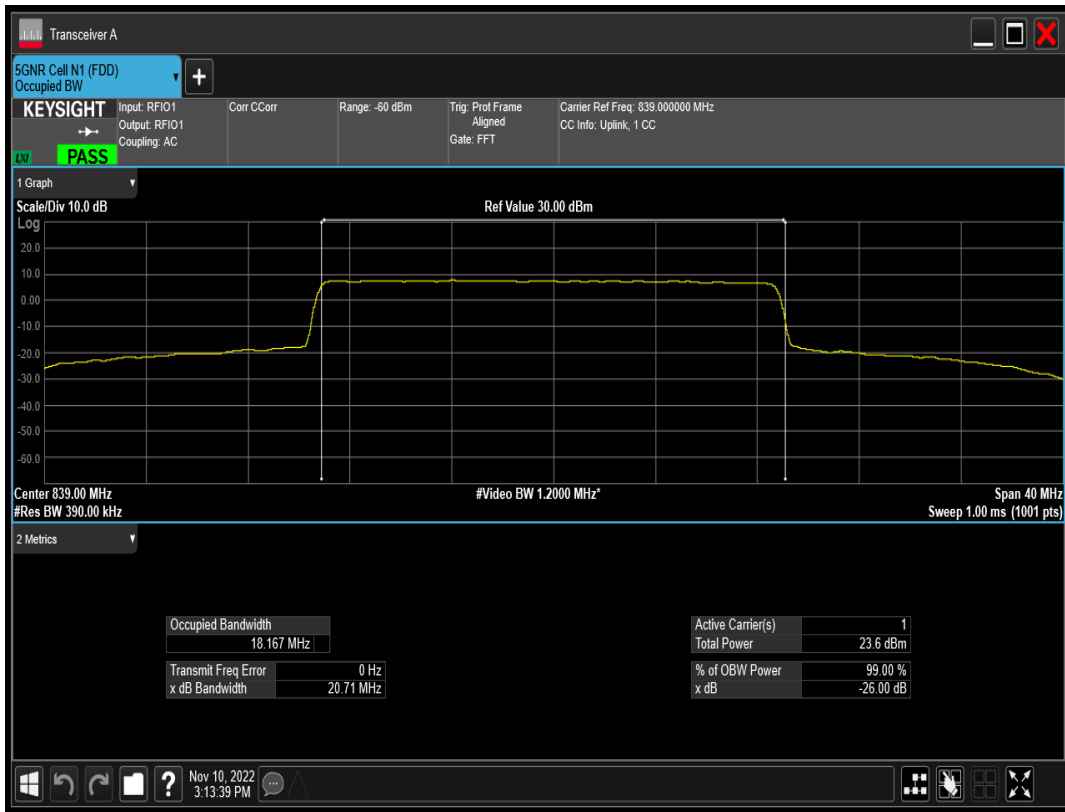 Transceiver A
5GNR Cell N1 (FDD)
Occupied BW
KEYSIGHT
LXI
PASS
Input: RFIO1
Output: RFIO1
Coupling: AC
Corr CCorr
Range: -60 dBm
Trig: Prot Frame
Aligned
Gate: FFT
Carrier Ref Freq: 839.000000 MHz
CC Info: Uplink, 1 CC
1 Graph
Scale/Div 10.0 dB
Ref Value 30.00 dBm
Log
20.0
10.0
0.00
-10.0
-20.0
-30.0
-40.0
-50.0
-60.0
Center 839.00 MHz
#Video BW 1.2000 MHz*
Span 40 MHz
#Res BW 390.00 kHz
Sweep 1.00 ms (1001 pts)
2 Metrics
Occupied Bandwidth
18.167 MHz
Transmit Freq Error 0 Hz
x dB Bandwidth 20.71 MHz
Active Carrier(s) 1
Total Power 23.6 dBm
% of OBW Power 99.00 %
x dB -26.00 dB
?
Nov 10, 2022
3:13:39 PM